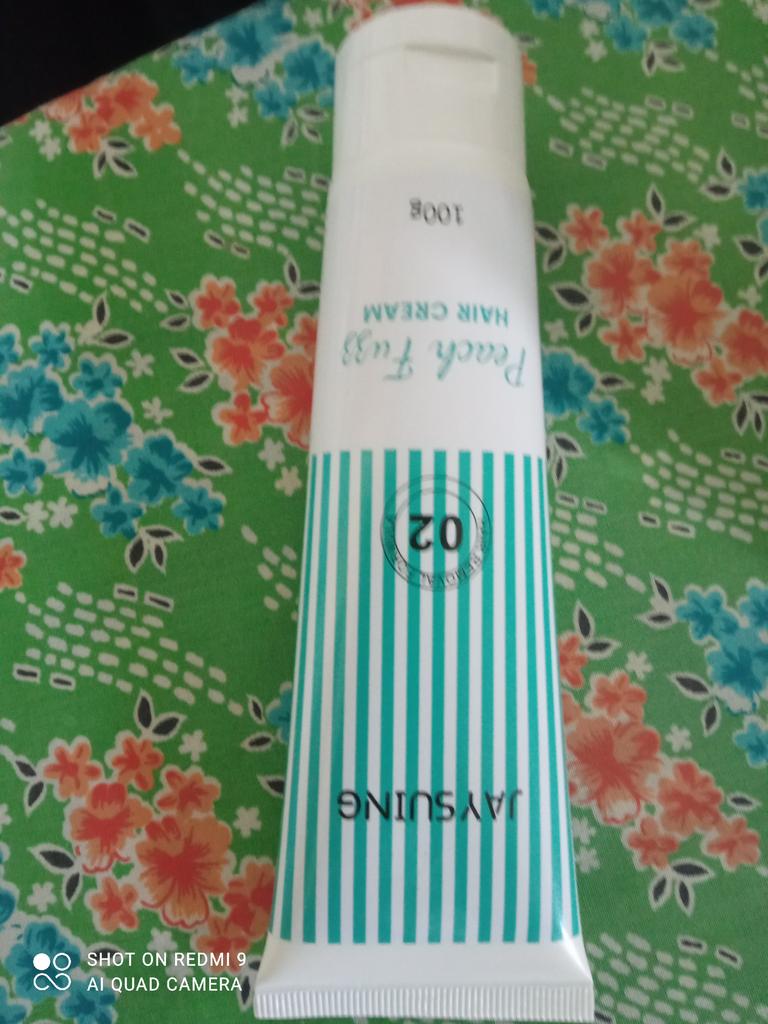 JAYSUING
02
Peach Fuzz
HAIR CREAM
100g
SHOT ON REDMI 9
AI QUAD CAMERA